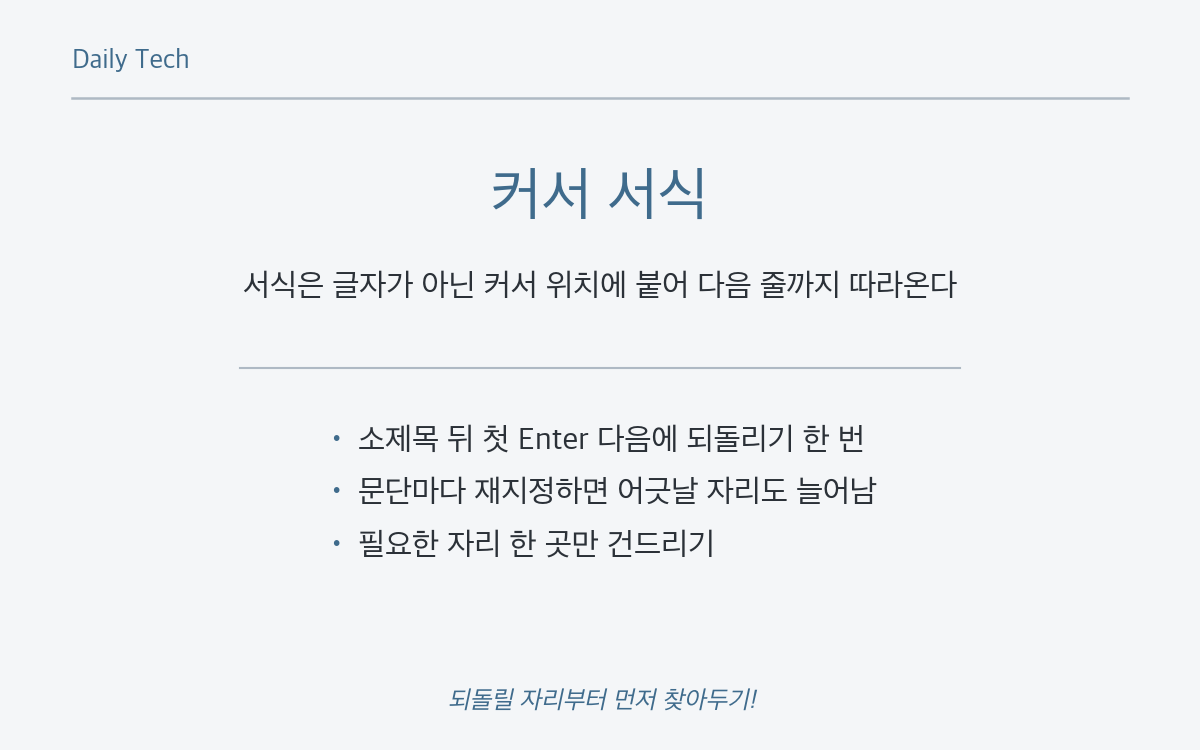 Daily Tech
커서 서식
서식은 글자가 아닌 커서 위치에 붙어 다음 줄까지 따라온다
• 소제목 뒤 첫 Enter 다음에 되돌리기 한 번
• 문단마다 재지정하면 어긋날 자리도 늘어남
• 필요한 자리 한 곳만 건드리기
되돌릴 자리부터 먼저 찾아두기!